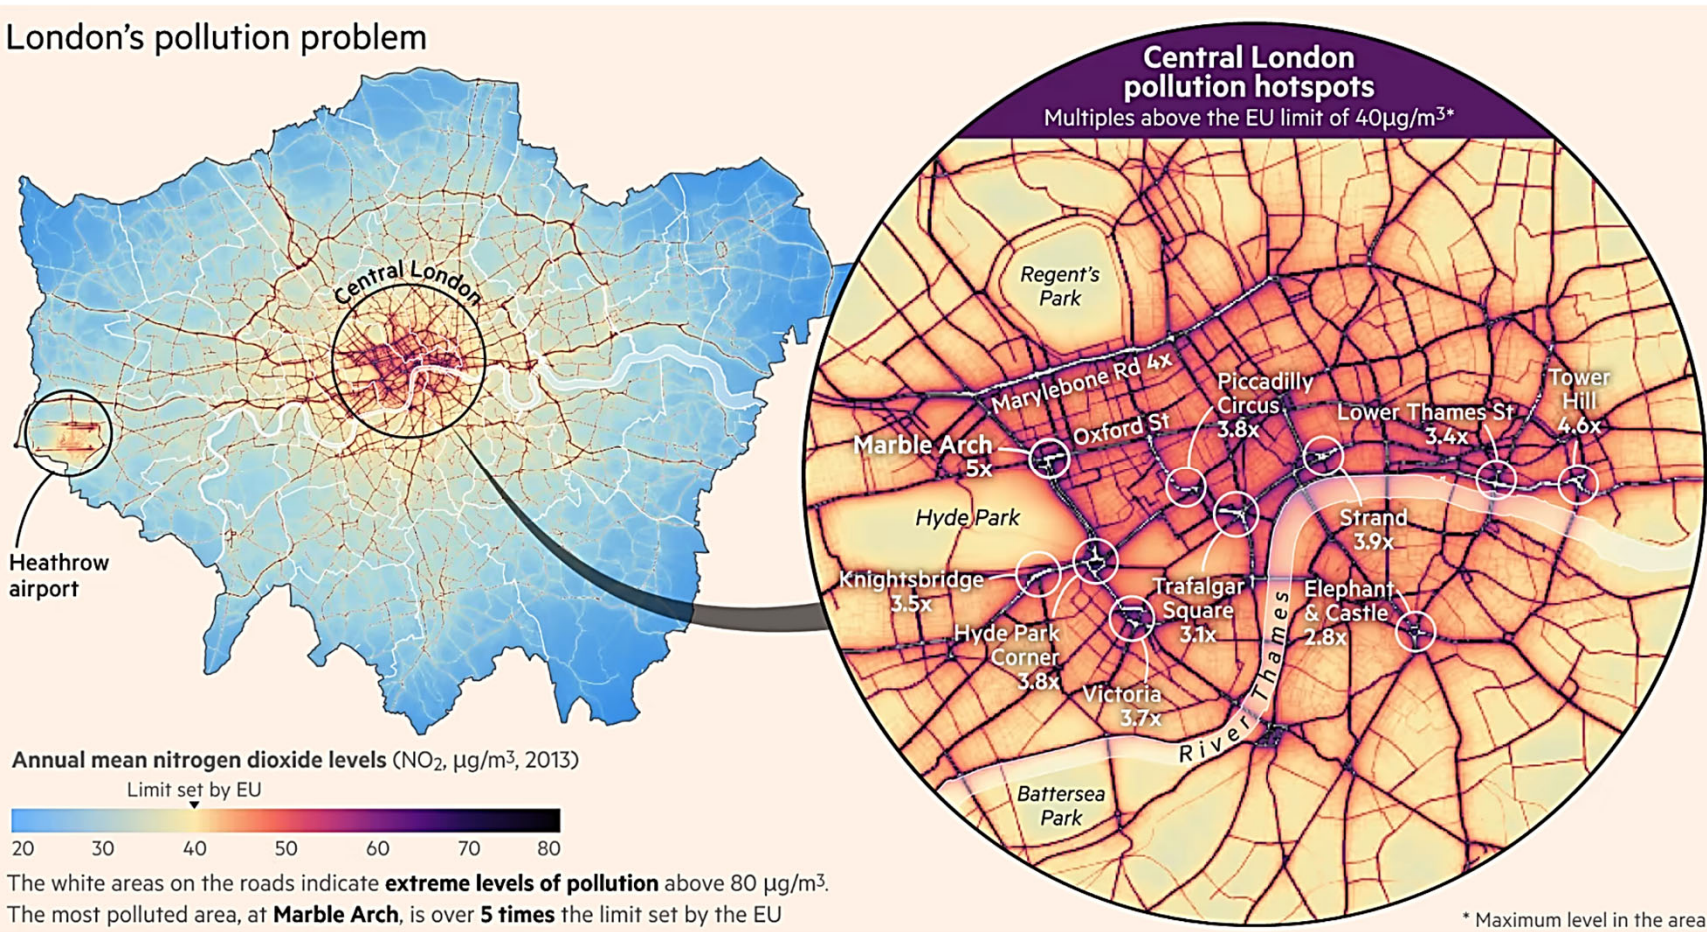 London's pollution problem
Central London
pollution hotspots
Multiples above the EU limit of 40µg/m³*
Central London
Heathrow
airport
Regent's
Park
Marylebone Rd 4x
Oxford St
Marble Arch
5x
Piccadilly
Circus
3.8x
Lower Thames St
3.4x
Tower
Hill
4.6x
Hyde Park
Strand
3.9x
Knightsbridge
3.5x
Trafalgar
Square
3.1x
Elephant
& Castle
2.8x
Hyde Park
Corner
3.8x
Victoria
3.7x
River Thames
Battersea
Park
Annual mean nitrogen dioxide levels (NO₂, µg/m³, 2013)
Limit set by EU
20 30 40 50 60 70 80
The white areas on the roads indicate extreme levels of pollution above 80 µg/m³.
The most polluted area, at Marble Arch, is over 5 times the limit set by the EU
* Maximum level in the area